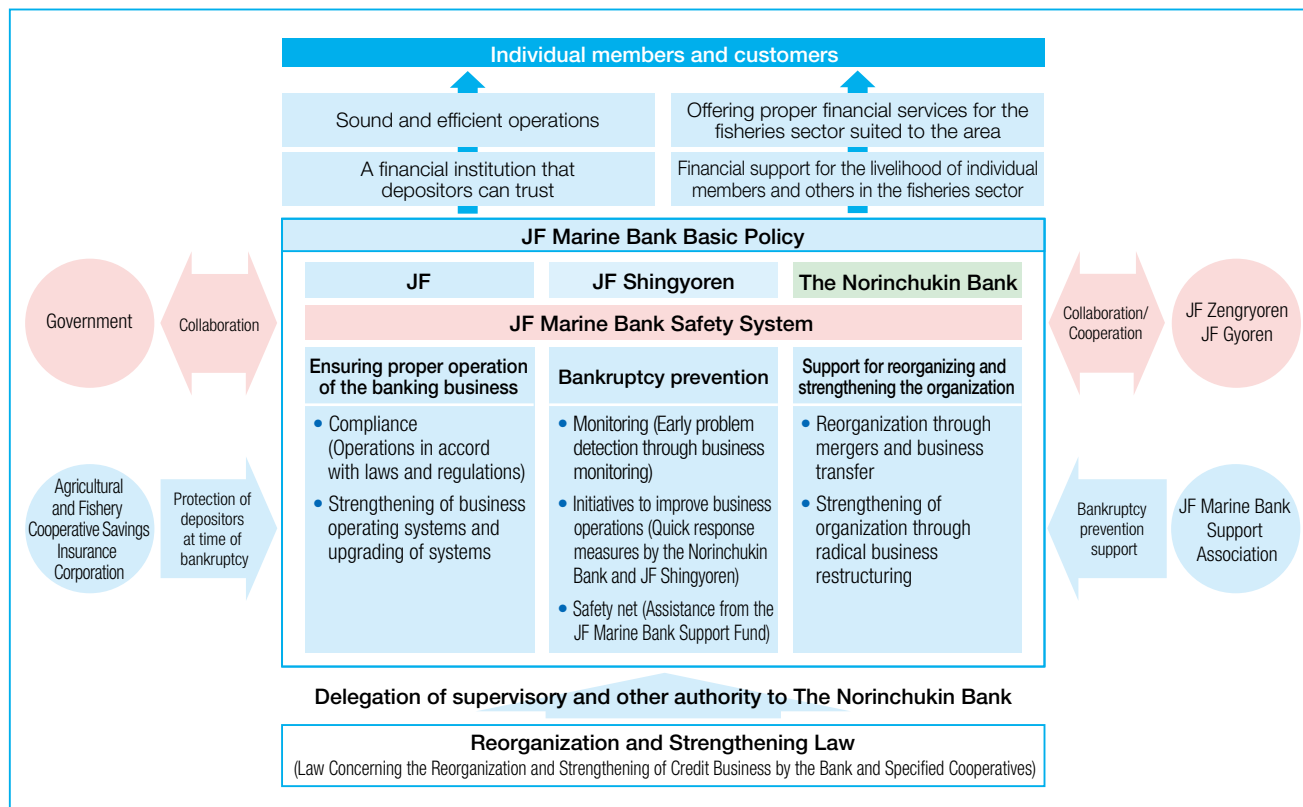 Individual members and customers
Sound and efficient operations
Offering proper financial services for the
fisheries sector suited to the area
A financial institution that
depositors can trust
Financial support for the livelihood of individual
members and others in the fisheries sector
JF Marine Bank Basic Policy
JF
JF Shingyoren
The Norinchukin Bank
JF Marine Bank Safety System
Government
Collaboration
Collaboration/
Cooperation
JF Zengryoren
JF Gyoren
Ensuring proper operation
of the banking business
• Compliance
(Operations in accord
with laws and regulations)
• Strengthening of business
operating systems and
upgrading of systems
Bankruptcy prevention
• Monitoring (Early problem
detection through business
monitoring)
• Initiatives to improve business
operations (Quick response
measures by the Norinchukin
Bank and JF Shingyoren)
• Safety net (Assistance from the
JF Marine Bank Support Fund)
Support for reorganizing and
strengthening the organization
• Reorganization through
mergers and business
transfer
• Strengthening of
organization through
radical business
restructuring
Agricultural
and Fishery
Cooperative Savings
Insurance
Corporation
Protection of
depositors
at time of
bankruptcy
Bankruptcy
prevention
support
JF Marine Bank
Support
Association
Delegation of supervisory and other authority to The Norinchukin Bank
Reorganization and Strengthening Law
(Law Concerning the Reorganization and Strengthening of Credit Business by the Bank and Specified Cooperatives)